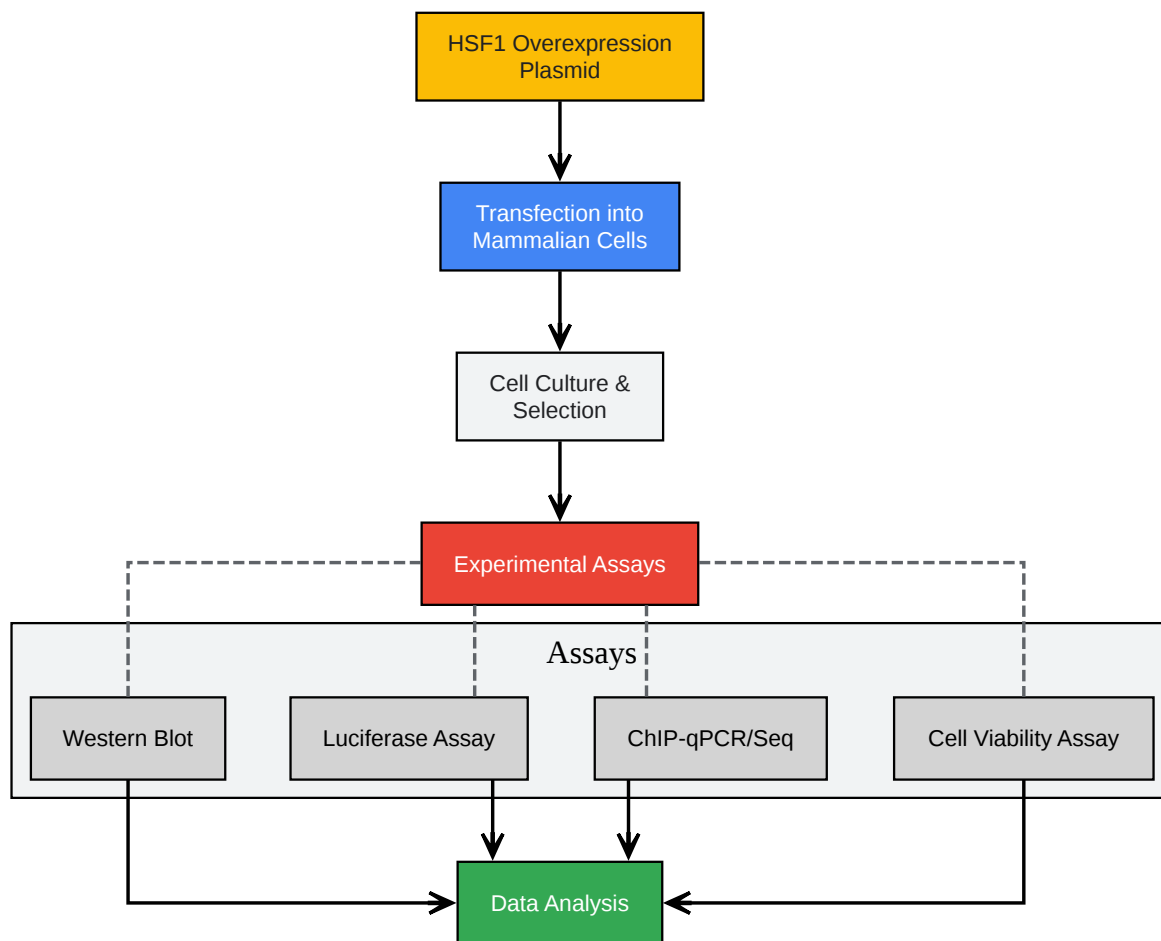 HSF1 Overexpression
Plasmid
Transfection into
Mammalian Cells
Cell Culture &
Selection
Experimental Assays
Assays
Western Blot
Luciferase Assay
ChIP-qPCR/Seq
Cell Viability Assay
Data Analysis